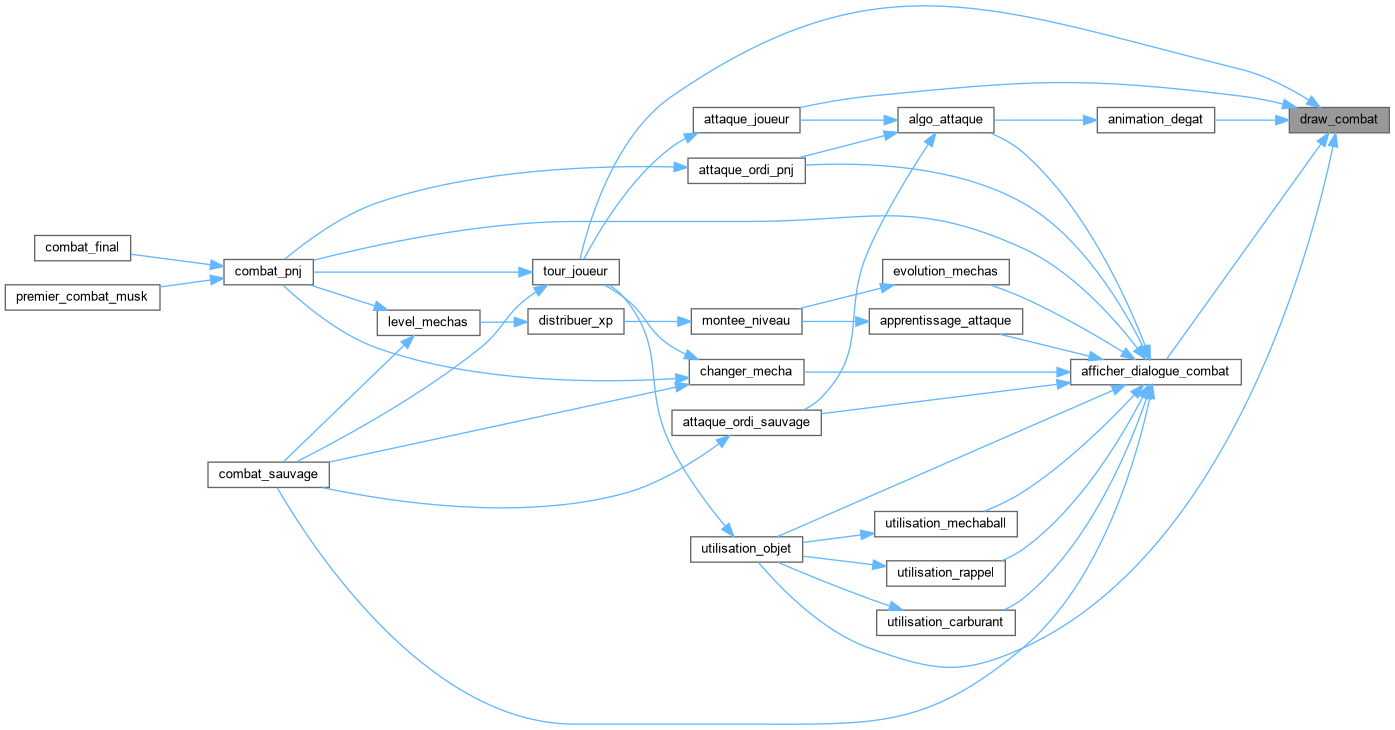 attaque_joueur
algo_attaque
animation_degat
draw_combat
attaque_ordi_pnj
combat_final
combat_pnj
tour_joueur
evolution_mechas
premier_combat_musk
level_mechas
distribuer_xp
montee_niveau
apprentissage_attaque
changer_mecha
afficher_dialogue_combat
attaque_ordi_sauvage
combat_sauvage
utilisation_mechaball
utilisation_objet
utilisation_rappel
utilisation_carburant